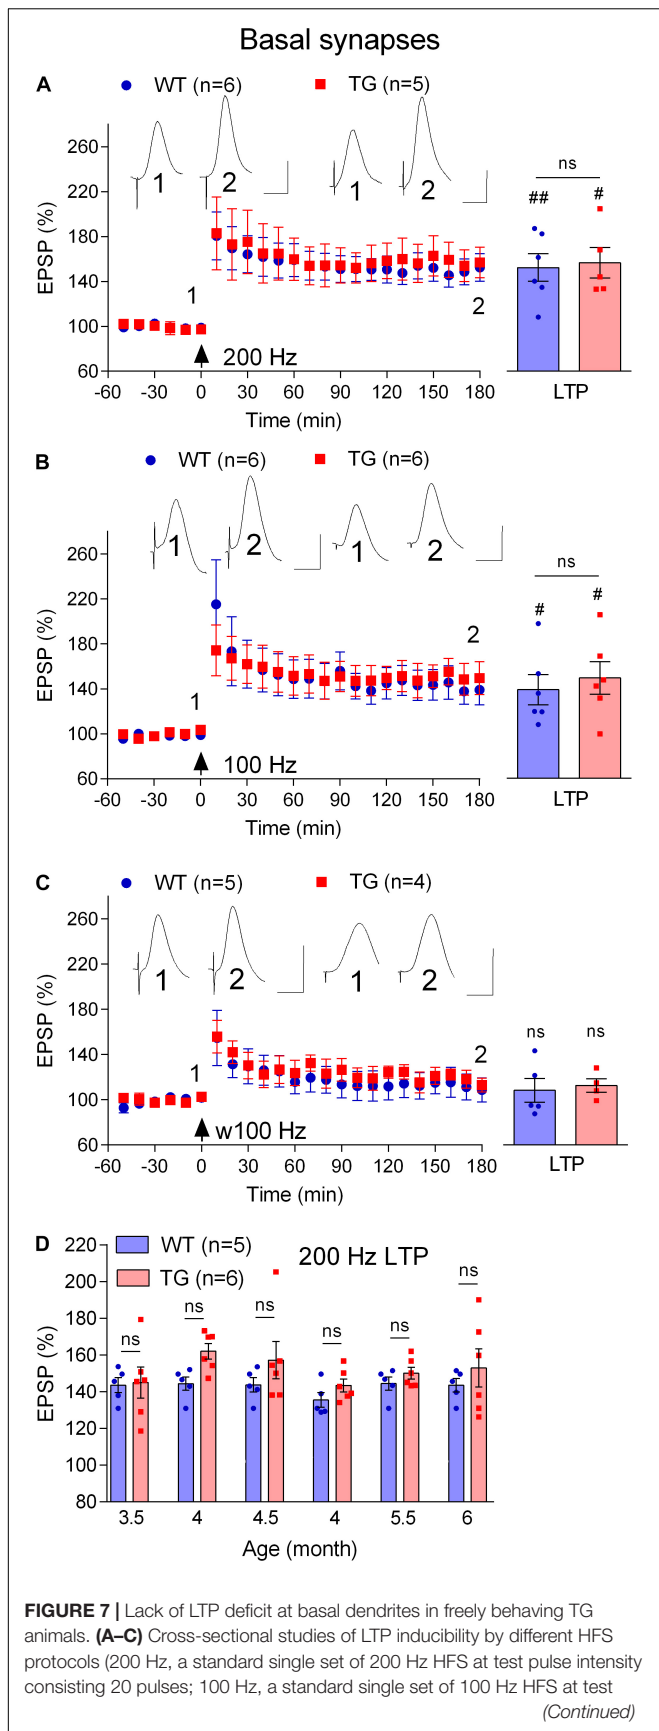 Basal synapses
A
WT (n=6)
TG (n=5)
EPSP (%)
260
220
180
140
100
60
1
2
1
2
1
2
200 Hz
-60
-30
0
30
60
90
120
150
180
Time (min)
ns
##
#
LTP
B
WT (n=6)
TG (n=6)
EPSP (%)
260
220
180
140
100
60
1
2
1
2
1
2
100 Hz
-60
-30
0
30
60
90
120
150
180
Time (min)
ns
#
#
LTP
C
WT (n=5)
TG (n=4)
EPSP (%)
260
220
180
140
100
60
1
2
1
2
1
2
w100 Hz
-60
-30
0
30
60
90
120
150
180
Time (min)
ns
ns
LTP
D
WT (n=5)
TG (n=6)
200 Hz LTP
EPSP (%)
220
200
180
160
140
120
100
80
ns
ns
ns
ns
ns
ns
3.5
4
4.5
4
5.5
6
Age (month)
FIGURE 7 | Lack of LTP deficit at basal dendrites in freely behaving TG
animals. (A–C) Cross-sectional studies of LTP inducibility by different HFS
protocols (200 Hz, a standard single set of 200 Hz HFS at test pulse intensity
consisting 20 pulses; 100 Hz, a standard single set of 100 Hz HFS at test
(Continued)